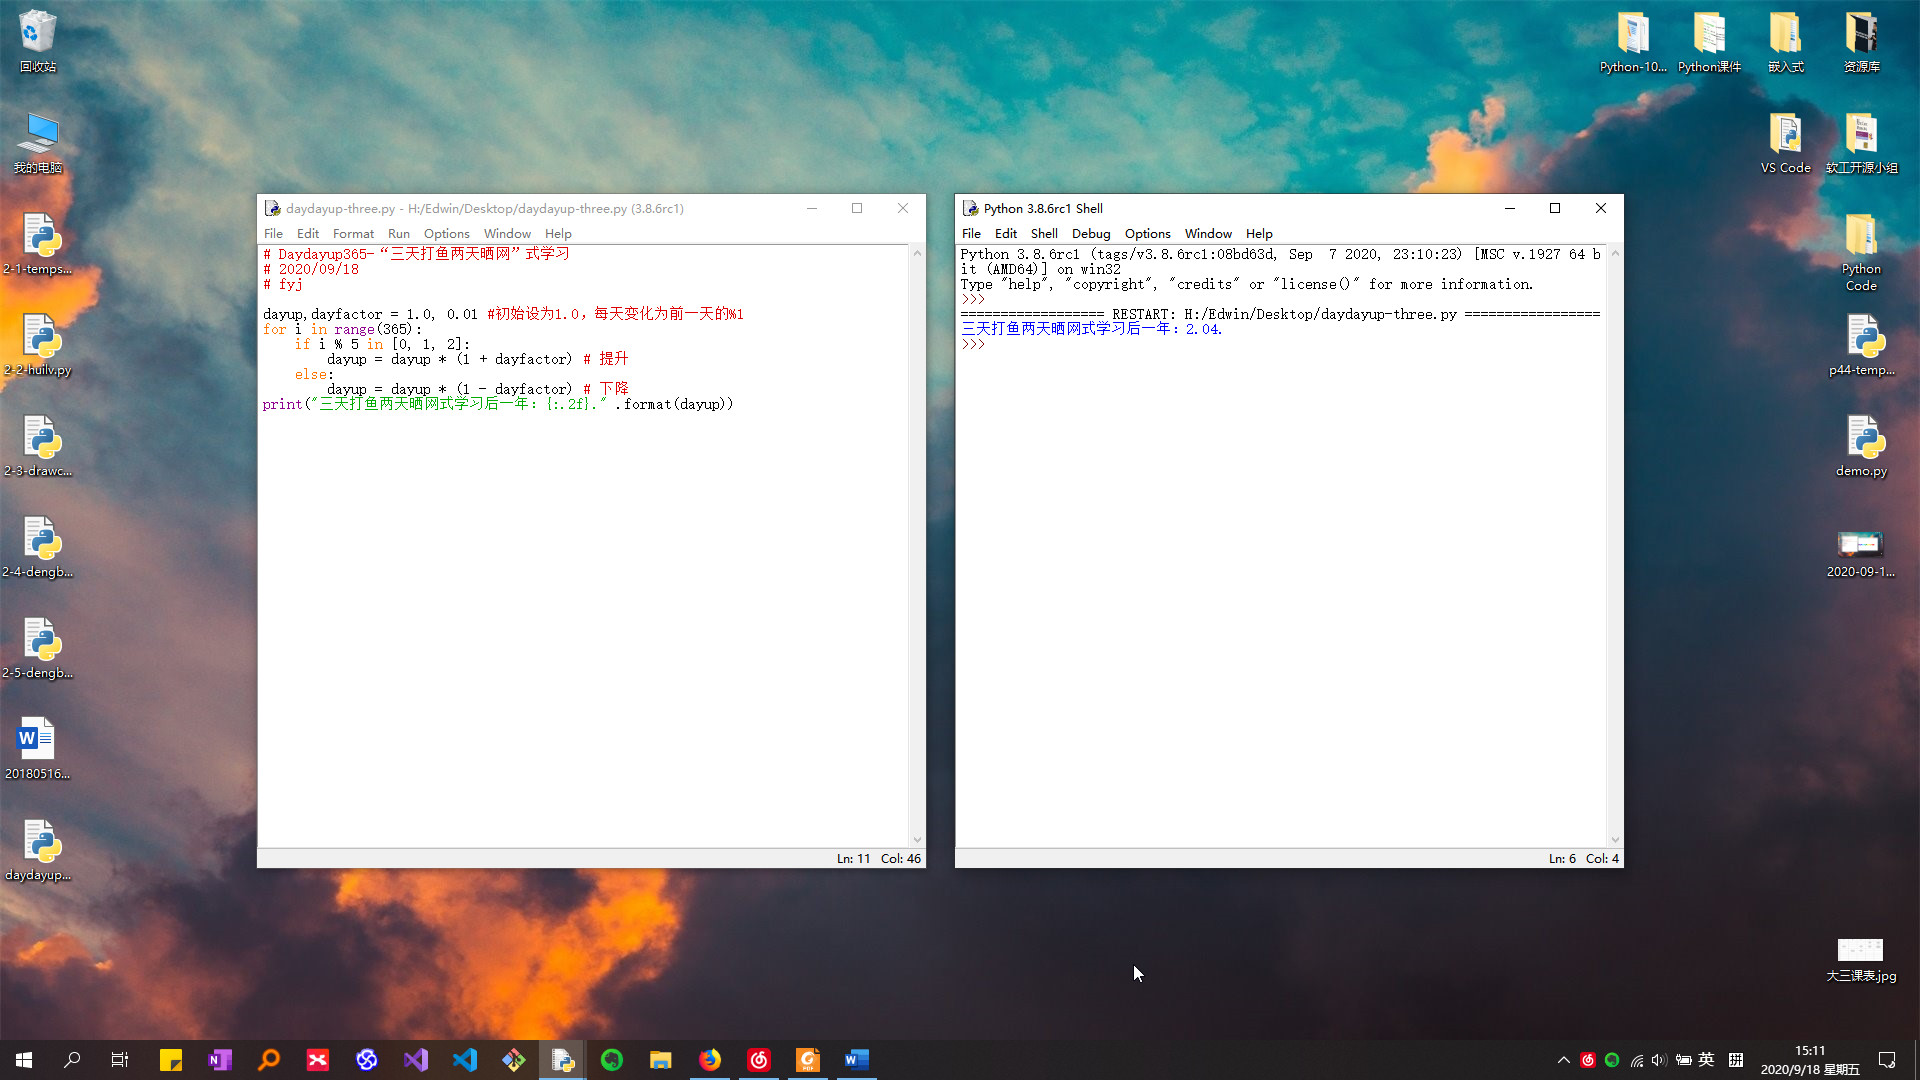 回收站
我的电脑
2-1-temps...
2-2-huilv.py
2-3-drawc...
2-4-dengb...
2-5-dengb...
20180516...
daydayup...
daydayup-three.py - H:/Edwin/Desktop/daydayup-three.py (3.8.6rc1)
File Edit Format Run Options Window Help
# Daydayup365-“三天打鱼两天晒网”式学习
# 2020/09/18
# fyj
dayup,dayfactor = 1.0, 0.01 #初始设为1.0，每天变化为前一天的%1
for i in range(365):
    if i % 5 in [0, 1, 2]:
        dayup = dayup * (1 + dayfactor) # 提升
    else:
        dayup = dayup * (1 - dayfactor) # 下降
print("三天打鱼两天晒网式学习后一年：{:.2f}." .format(dayup))
Ln: 11 Col: 46
Python 3.8.6rc1 Shell
File Edit Shell Debug Options Window Help
Python 3.8.6rc1 (tags/v3.8.6rc1:08bd63d, Sep  7 2020, 23:10:23) [MSC v.1927 64 b
it (AMD64)] on win32
Type "help", "copyright", "credits" or "license()" for more information.
>>>
================== RESTART: H:/Edwin/Desktop/daydayup-three.py =================
三天打鱼两天晒网式学习后一年：2.04.
>>>
Ln: 6 Col: 4
Python-10... Python课件 嵌入式 资源库
VS Code 软工开源小组
Python
Code
p44-temp...
demo.py
2020-09-1...
大三课表.jpg
英
15:11
2020/9/18 星期五